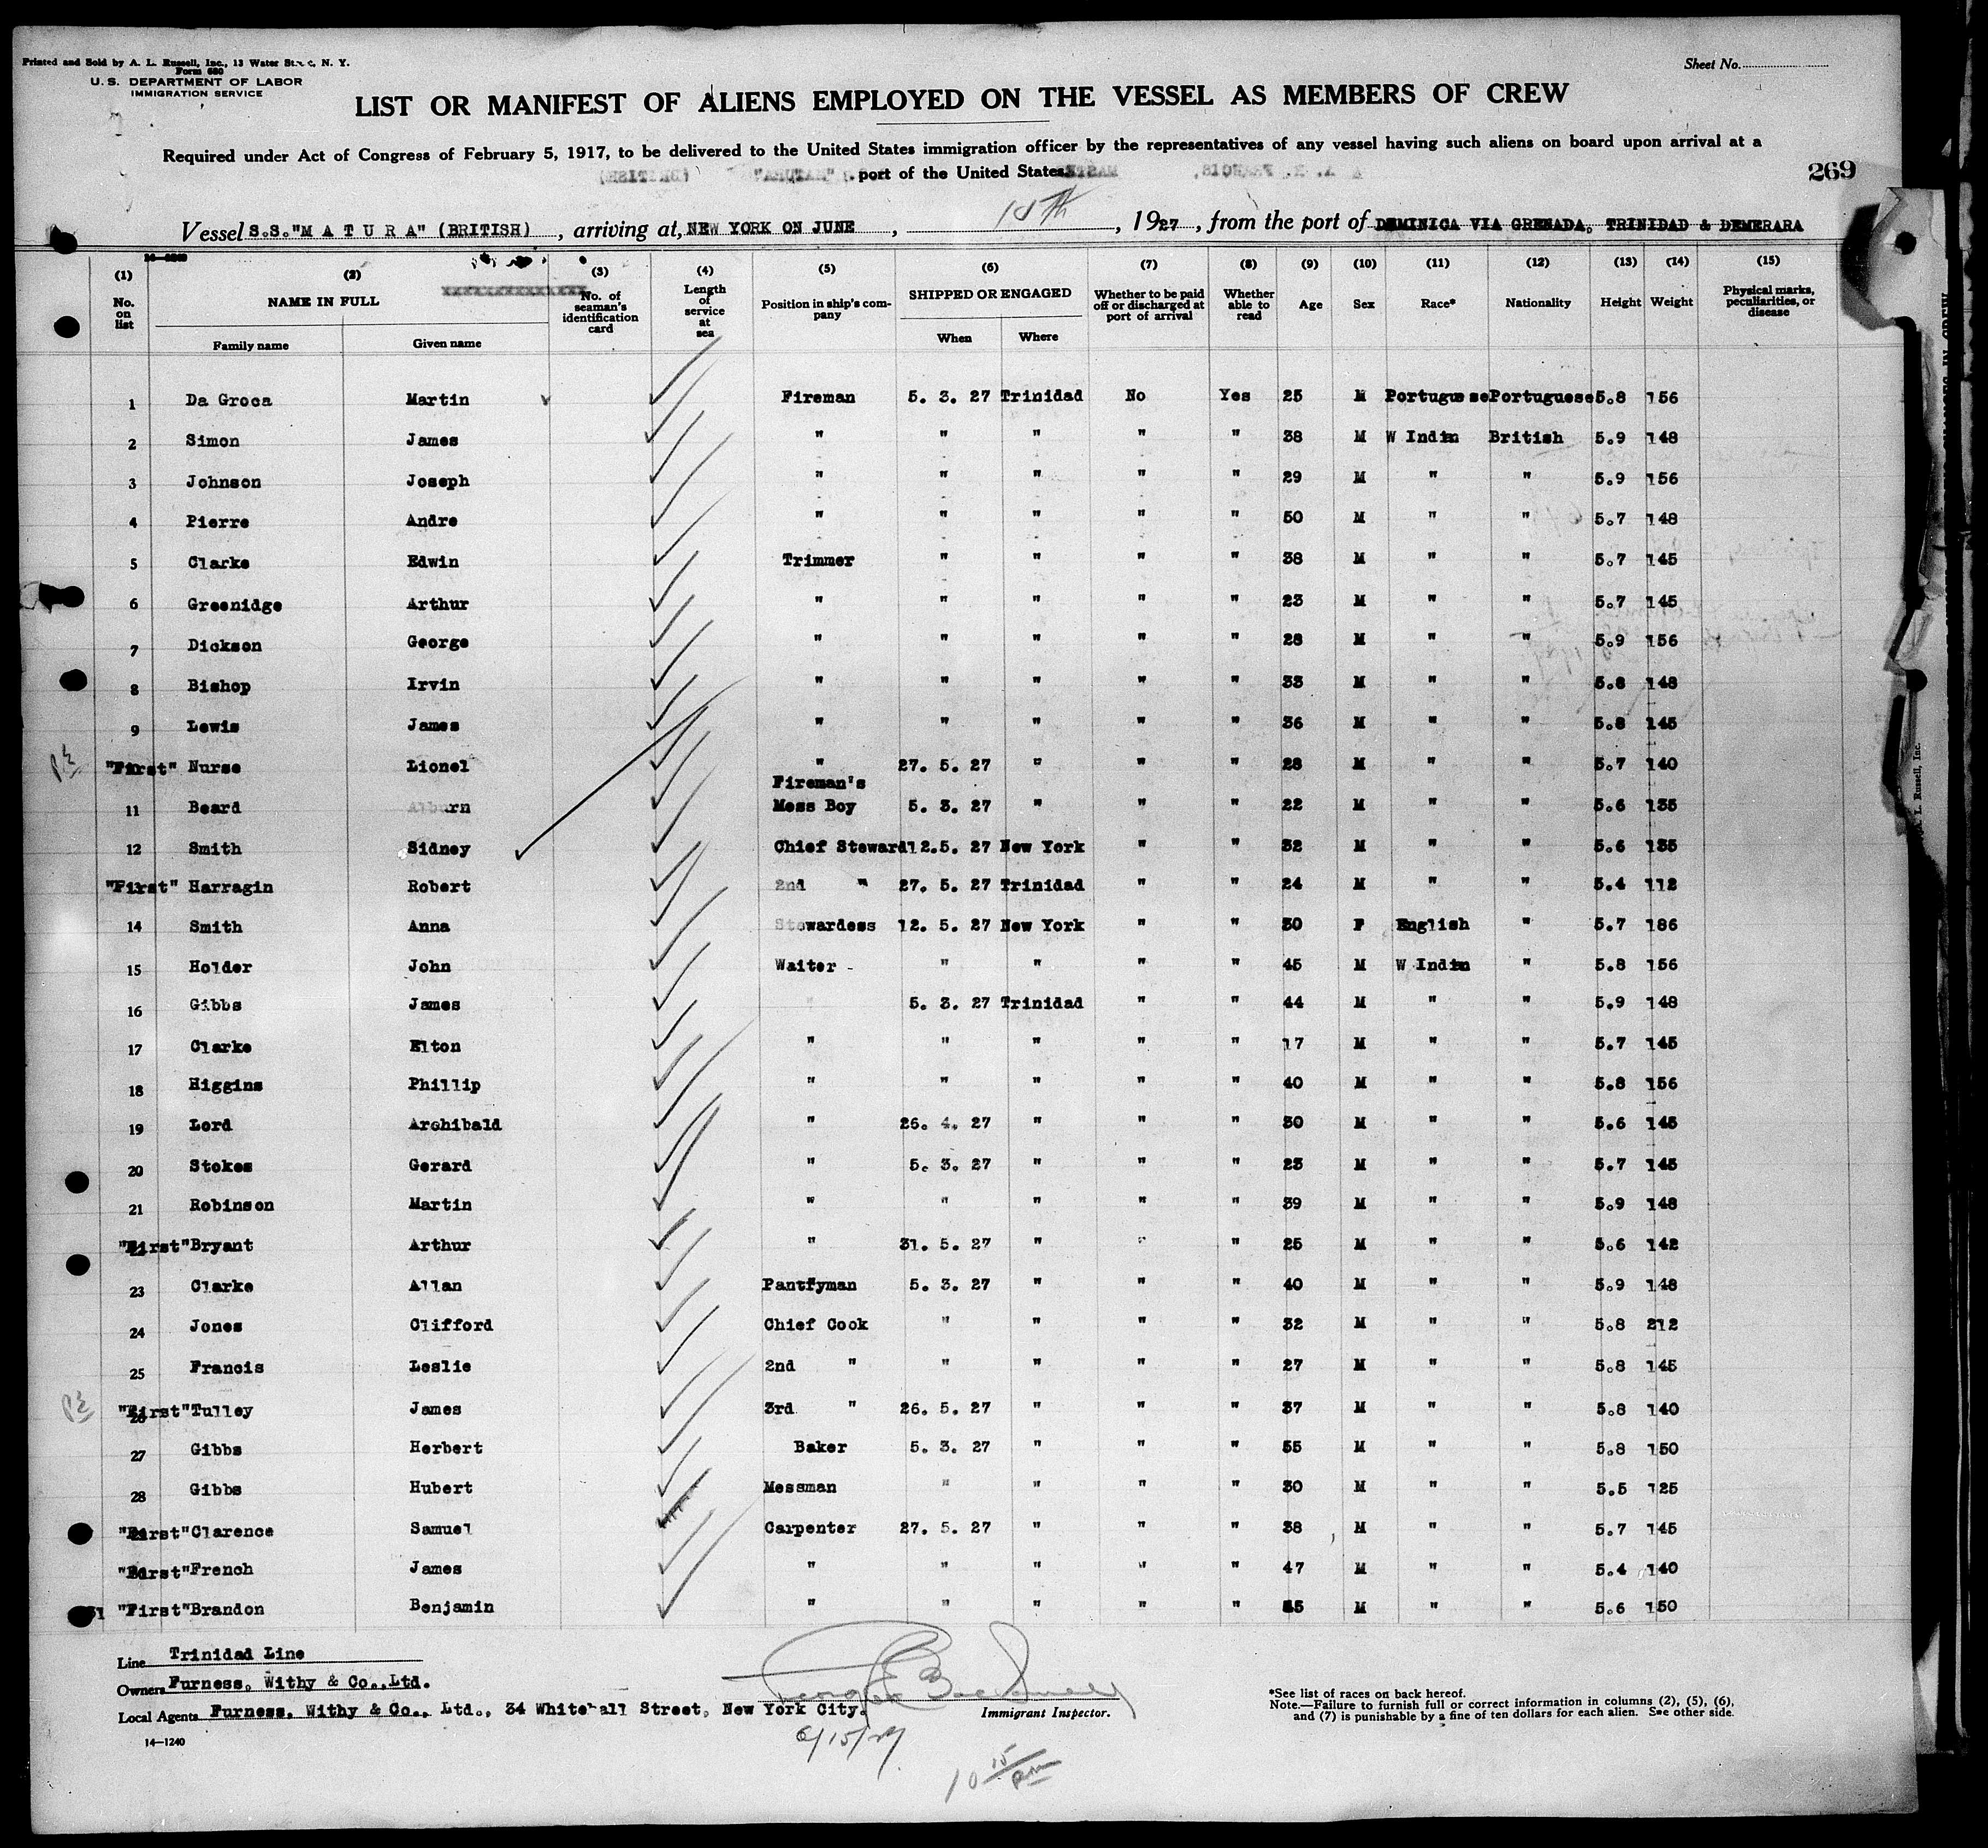 Printed and Sold by A. L. Russell, Inc., 13 Water St., N. Y.
Form 680
U. S. DEPARTMENT OF LABOR
IMMIGRATION SERVICE
Sheet No.
LIST OR MANIFEST OF ALIENS EMPLOYED ON THE VESSEL AS MEMBERS OF CREW
Required under Act of Congress of February 5, 1917, to be delivered to the United States immigration officer by the representatives of any vessel having such aliens on board upon arrival at a
port of the United States
269
Vessel S.S."M A T U R A" (BRITISH), arriving at, NEW YORK ON JUNE, , 1927, from the port of DEMINICA VIA GRENADA, TRINIDAD & DEMERARA
(1) (2) (3) (4) (5) (6) (7) (8) (9) (10) (11) (12) (13) (14) (15)
No. on list NAME IN FULL No. of seaman's identification card Length of service at sea Position in ship's company SHIPPED OR ENGAGED Whether to be paid off or discharged at port of arrival Whether able to read Age Sex Race* Nationality Height Weight Physical marks, peculiarities, or disease
Family name Given name When Where
1 Da Groca Martin Fireman 5. 3. 27 Trinidad No Yes 25 M Portuguese Portuguese 5.8 156
2 Simon James " " " " " 38 M W Indian British 5.9 148
3 Johnson Joseph " " " " " 29 M " " 5.9 156
4 Pierre Andre " " " " " 50 M " " 5.7 148
5 Clarke Edwin Trimmer " " " " 38 M " " 5.7 145
6 Greenidge Arthur " " " " " 23 M " " 5.7 145
7 Dickson George " " " " " 28 M " " 5.9 156
8 Bishop Irvin " " " " " 33 M " " 5.8 148
9 Lewis James " " " " " 36 M " " 5.8 145
"First" Nurse Lionel " 27. 5. 27 " " " 28 M " " 5.7 140
11 Beard Fireman's Mess Boy 5. 3. 27 " " " 22 M " " 5.6 135
12 Smith Sidney Chief Steward 12.5. 27 New York " " 32 M " " 5.6 135
"First" Harragin Robert 2nd " 27. 5. 27 Trinidad " " 24 M " " 5.4 112
14 Smith Anna Stewardess 12. 5. 27 New York " " 30 F English " 5.7 186
15 Holder John Waiter " " " " 45 M W Indian " 5.8 156
16 Gibbs James 5. 3. 27 Trinidad " " 44 M " " 5.9 148
17 Clarke Elton " " " " " 17 M " " 5.7 145
18 Higgins Phillip " " " " " 40 M " " 5.8 156
19 Lord Archibald " 26. 4. 27 " " " 30 M " " 5.6 145
20 Stokes Gerard " 5. 3. 27 " " " 23 M " " 5.7 145
21 Robinson Martin " " " " " 39 M " " 5.9 148
"First" Bryant Arthur " 31. 5. 27 " " " 25 M " " 5.6 142
23 Clarke Allan Pantryman 5. 3. 27 " " " 40 M " " 5.9 148
24 Jones Clifford Chief Cook " " " " 32 M " " 5.8 212
25 Francis Leslie 2nd " " " " " 27 M " " 5.8 145
"First" Tulley James 3rd " 26. 5. 27 " " " 37 M " " 5.8 140
27 Gibbs Herbert Baker 5. 3. 27 " " " 55 M " " 5.8 150
28 Gibbs Hubert Messman " " " " 30 M " " 5.5 125
"First" Clarence Samuel Carpenter 27. 5. 27 " " " 38 M " " 5.7 145
"First" French James " " " " " 47 M " " 5.4 140
31 "First" Brandon Benjamin " " " " " M " " 5.6 150
Line Trinidad Line
Owners Furness, Withy & Co., Ltd.
Local Agents Furness, Withy & Co., Ltd., 34 Whitehall Street, New York City.
Immigrant Inspector.
6/15/27
10 15/pm
14—1240
*See list of races on back hereof.
Note.—Failure to furnish full or correct information in columns (2), (5), (6),
and (7) is punishable by a fine of ten dollars for each alien. See other side.